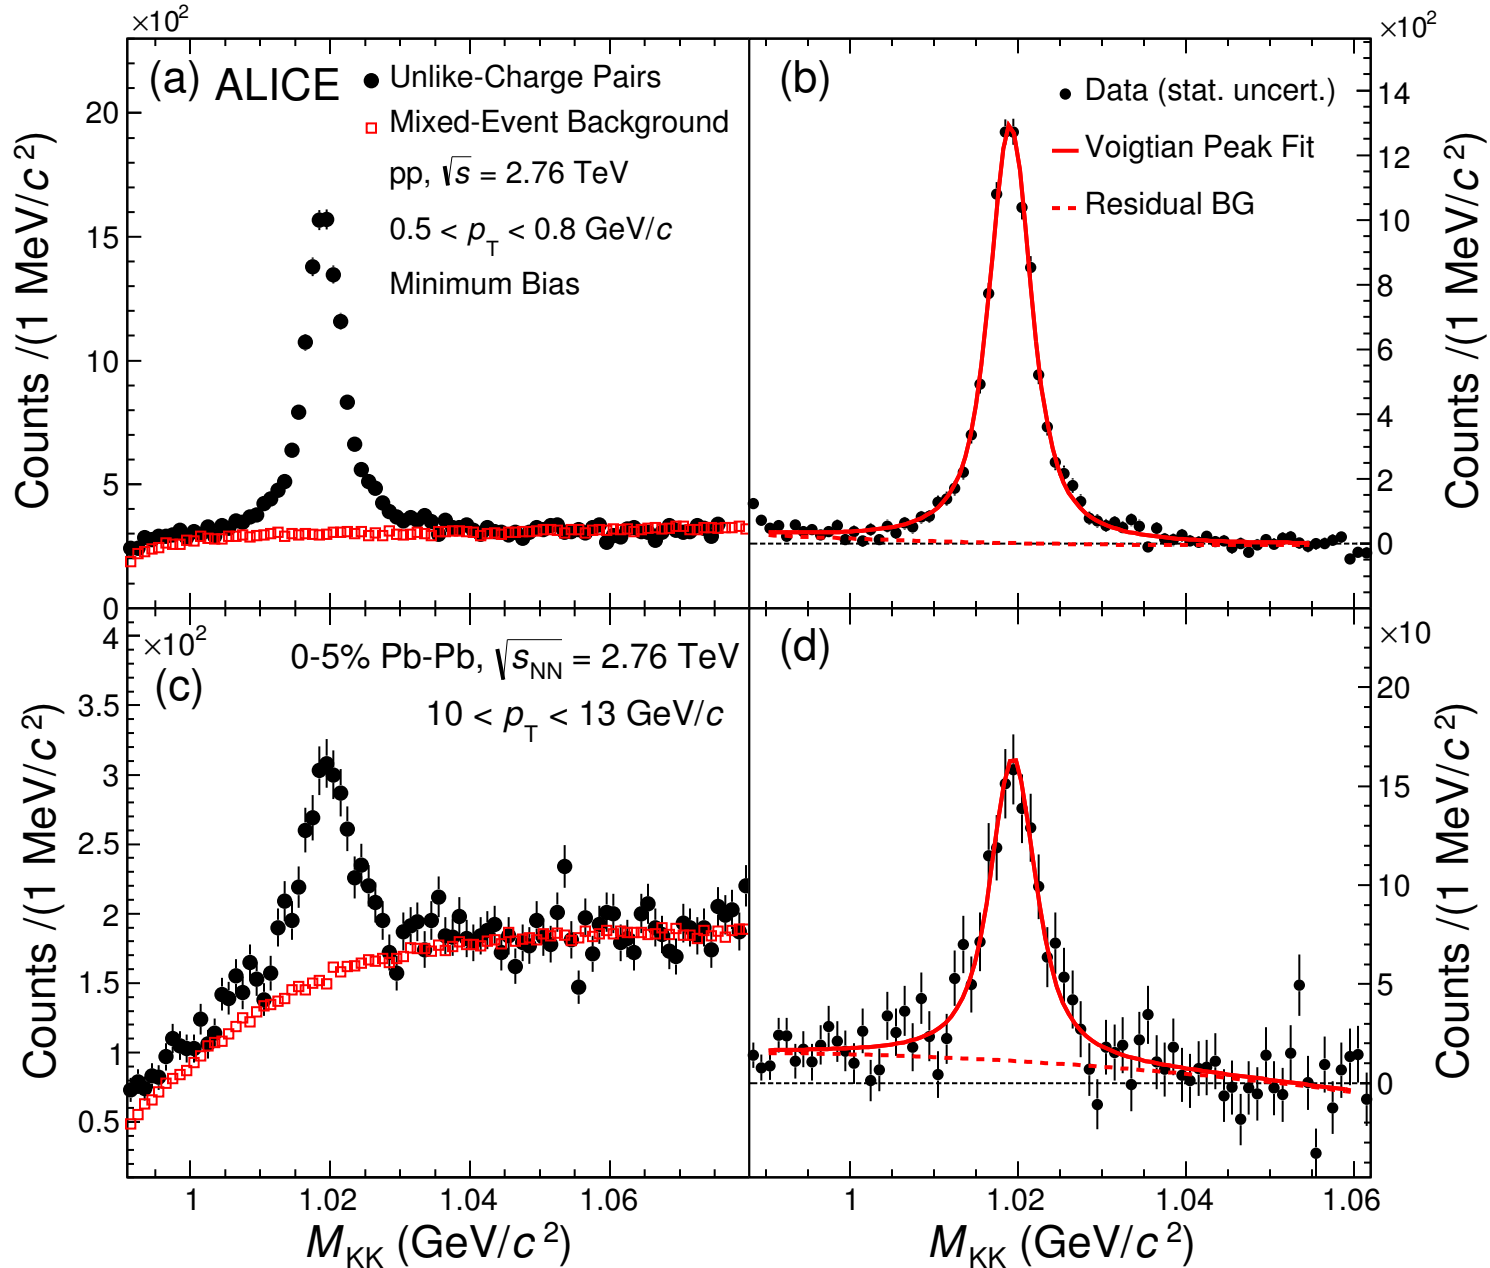 ×10²
(a) ALICE
Unlike-Charge Pairs
Mixed-Event Background
pp, √s = 2.76 TeV
0.5 < p_T < 0.8 GeV/c
Minimum Bias
20
15
10
5
0
Counts /(1 MeV/c²)
×10²
(b)
Data (stat. uncert.)
Voigtian Peak Fit
Residual BG
14
12
10
8
6
4
2
0
Counts /(1 MeV/c²)
×10²
(c)
0-5% Pb-Pb, √s_NN = 2.76 TeV
10 < p_T < 13 GeV/c
4
3.5
3
2.5
2
1.5
1
0.5
Counts /(1 MeV/c²)
1 1.02 1.04 1.06
M_KK (GeV/c²)
(d)
×10
20
15
10
5
0
Counts /(1 MeV/c²)
1 1.02 1.04 1.06
M_KK (GeV/c²)